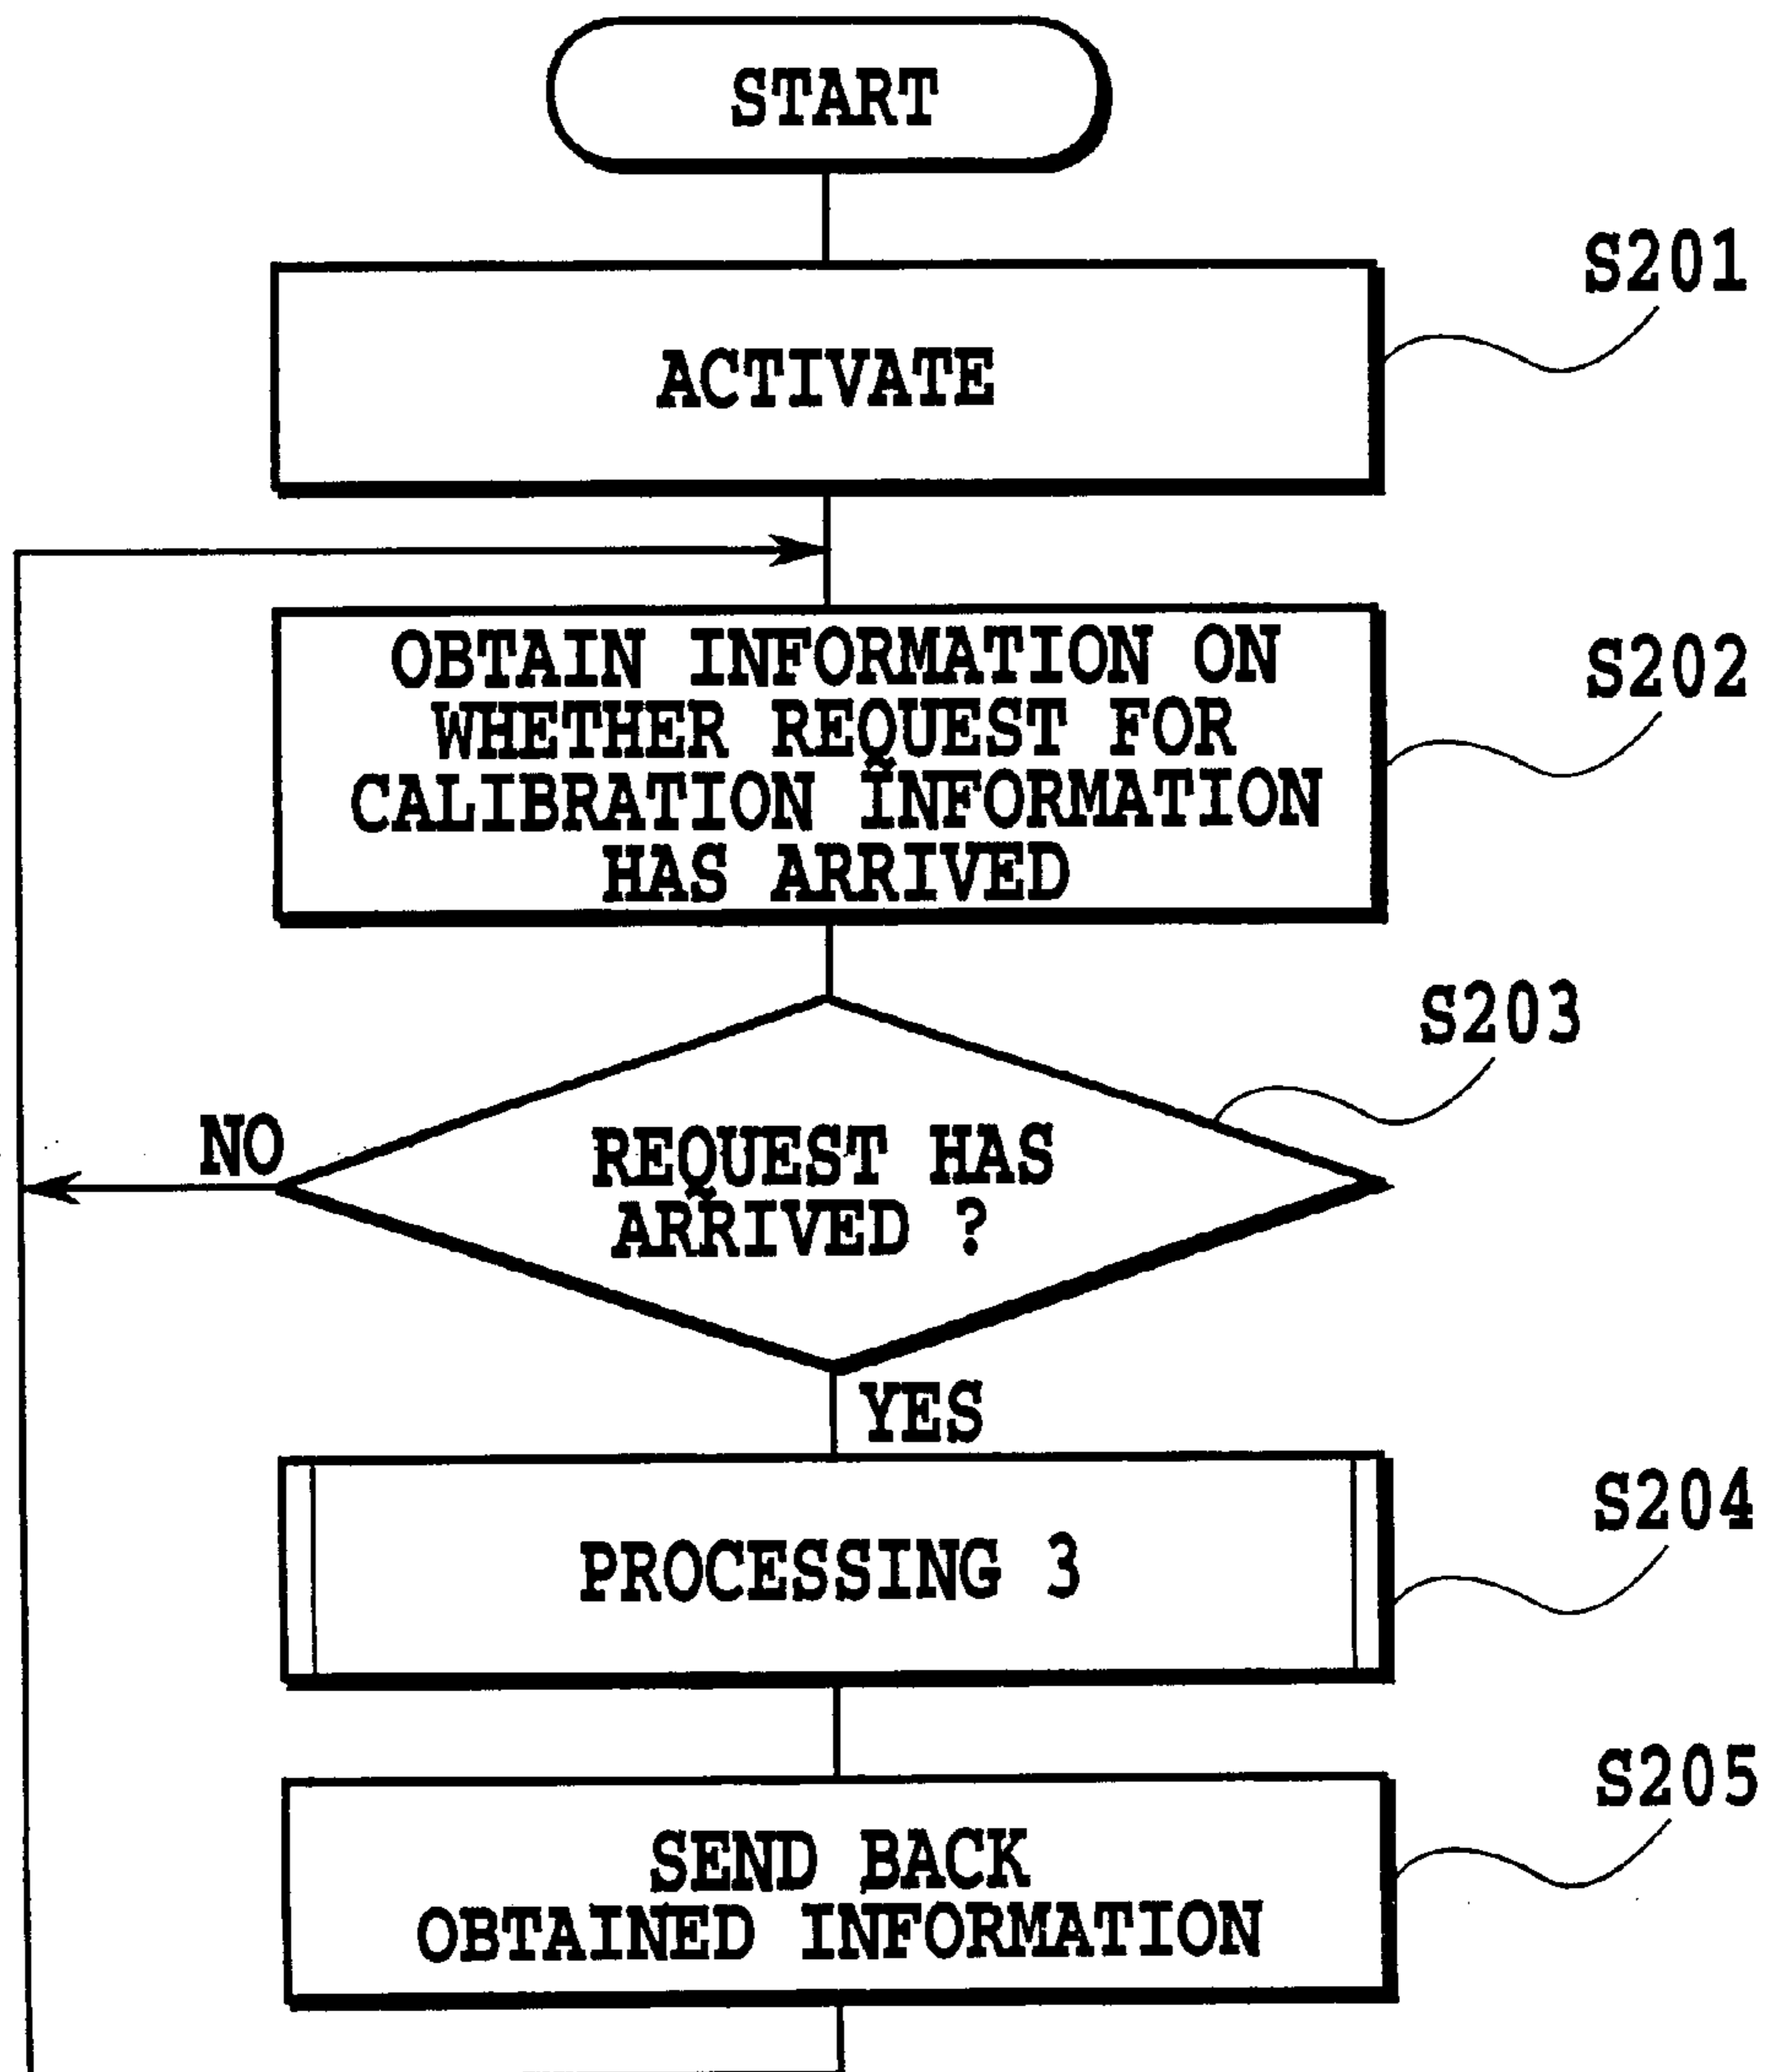 START
S201
ACTIVATE
OBTAIN INFORMATION ON
WHETHER REQUEST FOR
CALIBRATION INFORMATION
HAS ARRIVED
S202
S203
NO
REQUEST HAS
ARRIVED ?
YES
S204
PROCESSING 3
S205
SEND BACK
OBTAINED INFORMATION